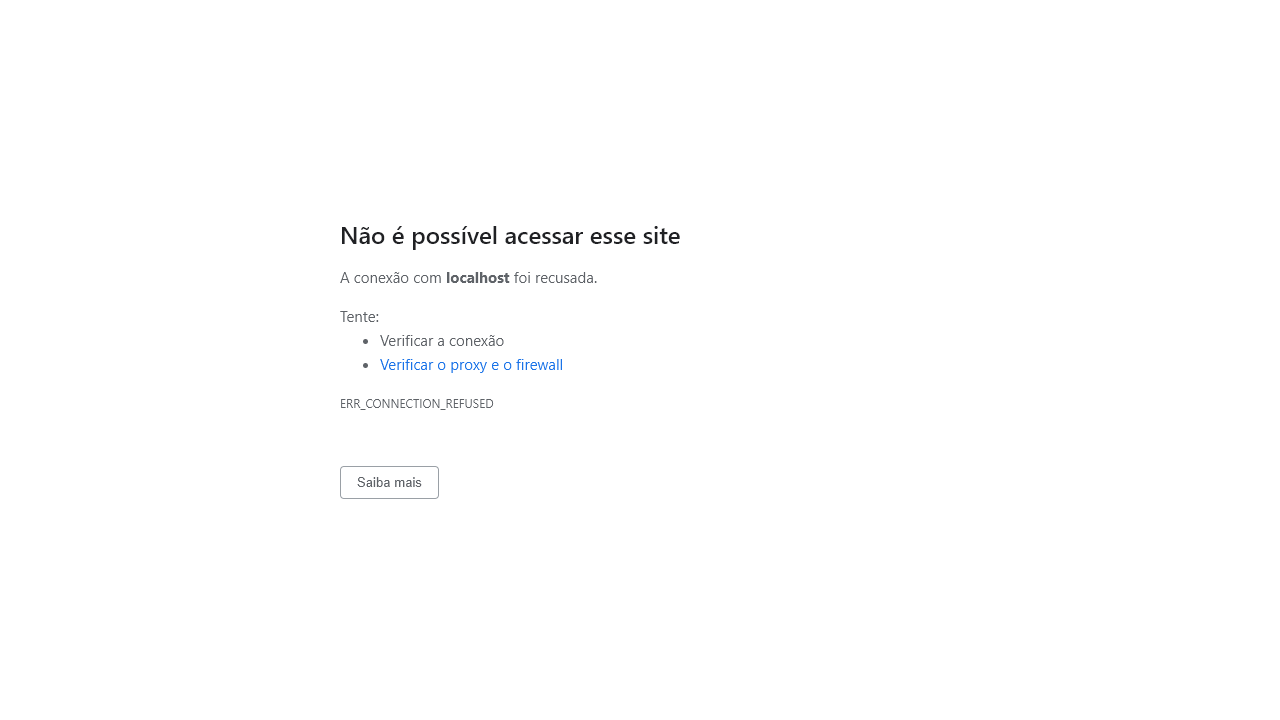 Não é possível acessar esse site
A conexão com localhost foi recusada.
Tente:
• Verificar a conexão
• Verificar o proxy e o firewall
ERR_CONNECTION_REFUSED
Saiba mais